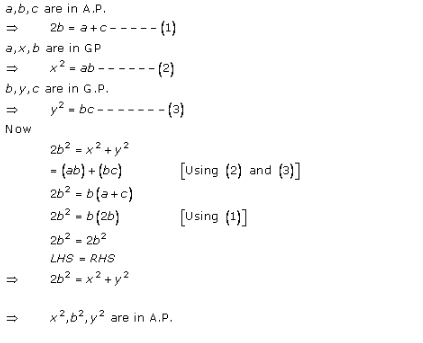 a,b,c are in A.P.
⇒ 2b = a + c - - - - - (1)
a,x,b are in GP
⇒ x² = ab - - - - - - (2)
b,y,c are in G.P.
⇒ y² = bc - - - - - - - (3)
Now
2b² = x² + y²
= (ab) + (bc) [Using (2) and (3)]
2b² = b(a + c)
2b² = b(2b) [Using (1)]
2b² = 2b²
LHS = RHS
⇒ 2b² = x² + y²
⇒ x²,b²,y² are in A.P.